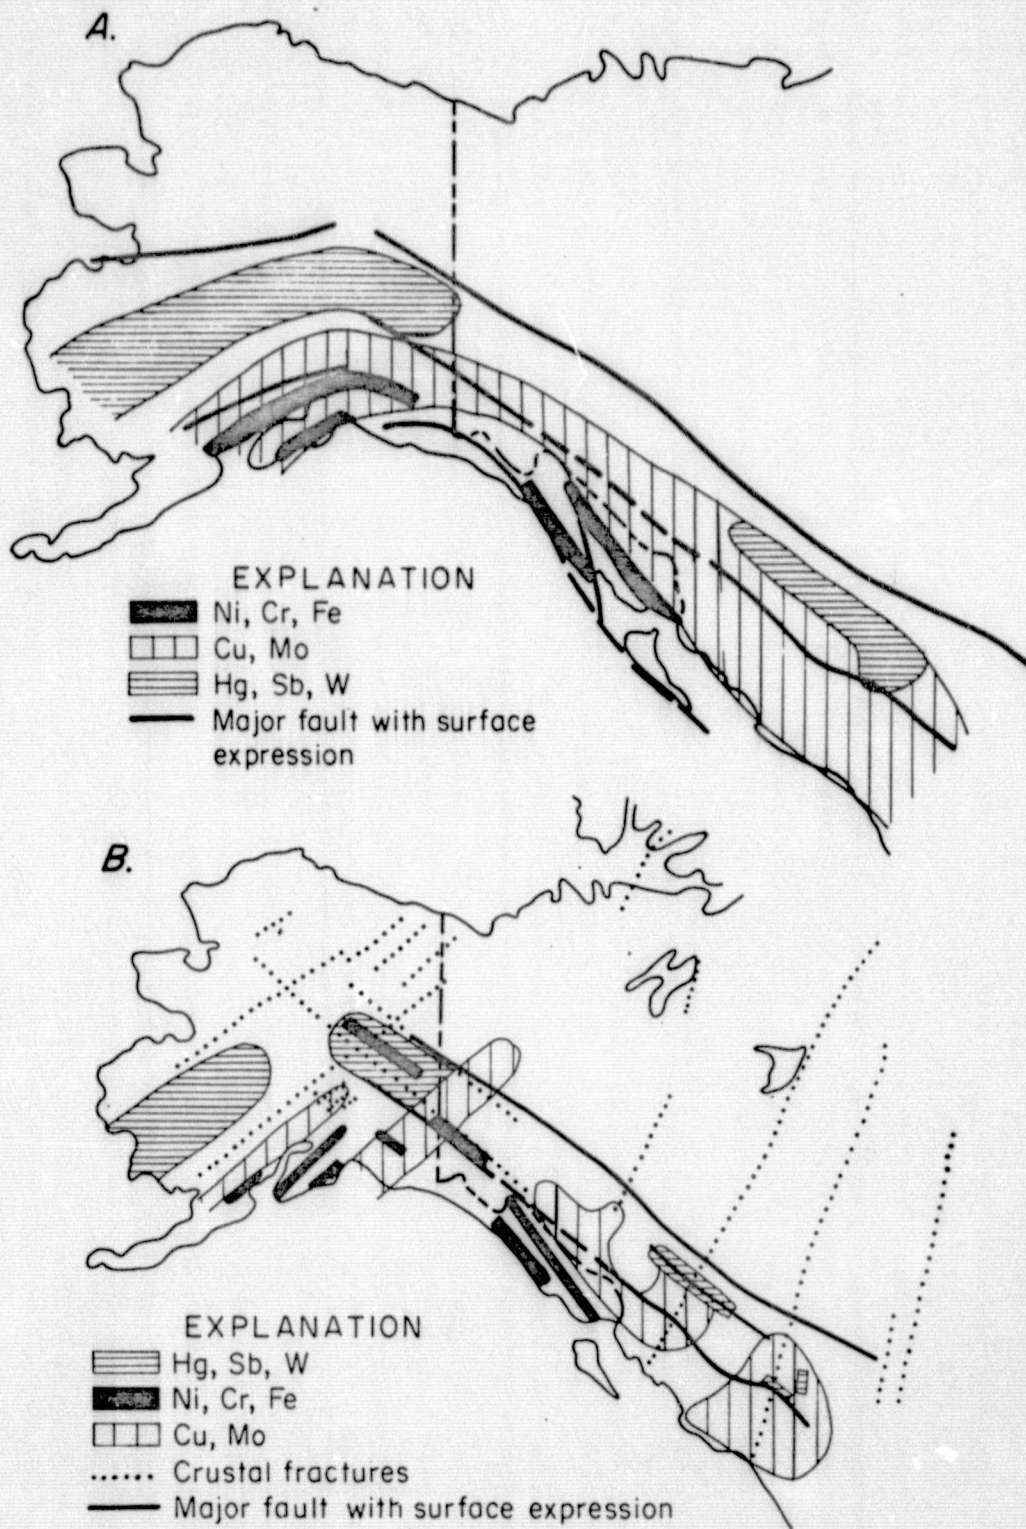 A.
EXPLANATION
Ni, Cr, Fe
Cu, Mo
Hg, Sb, W
Major fault with surface
expression
B.
EXPLANATION
Hg, Sb, W
Ni, Cr, Fe
Cu, Mo
Crustal fractures
Major fault with surface expression